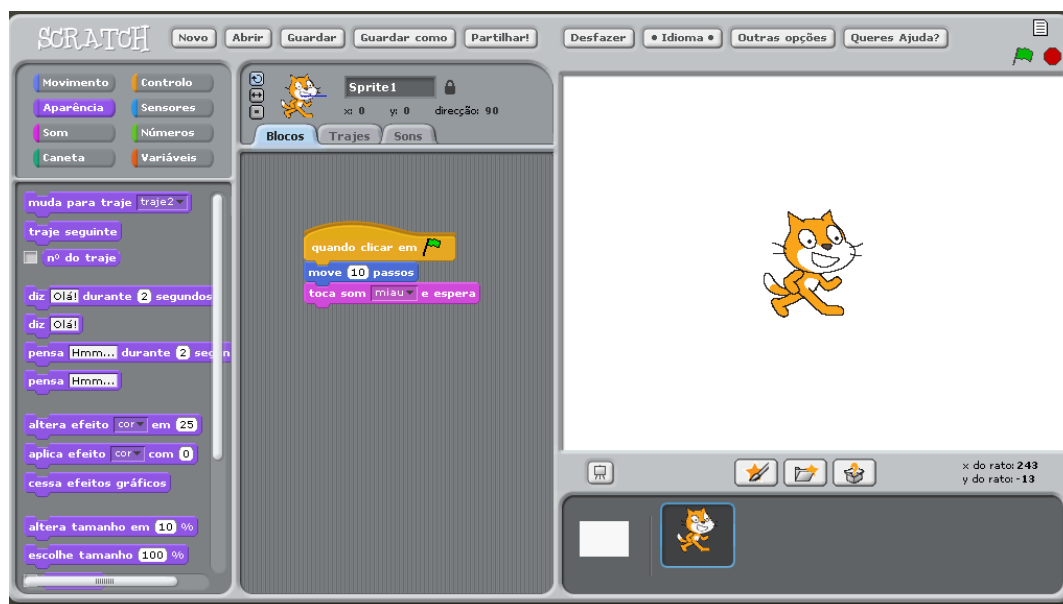 SCRATCH
Novo
Abrir
Guardar
Guardar como
Partilhar!
Desfazer
• Idioma •
Outras opções
Queres Ajuda?
Movimento
Controlo
Aparência
Sensores
Som
Números
Caneta
Variáveis
muda para traje traje2
traje seguinte
nº do traje
diz Olá! durante 2 segundos
diz Olá!
pensa Hmm... durante 2 segun
pensa Hmm...
altera efeito cor em 25
aplica efeito cor com 0
cessa efeitos gráficos
altera tamanho em 10 %
escolhe tamanho 100 %
Sprite1
x: 0 y: 0 direcção: 90
Blocos
Trajes
Sons
quando clicar em
move 10 passos
toca som miau e espera
x do rato: 243
y do rato: -13